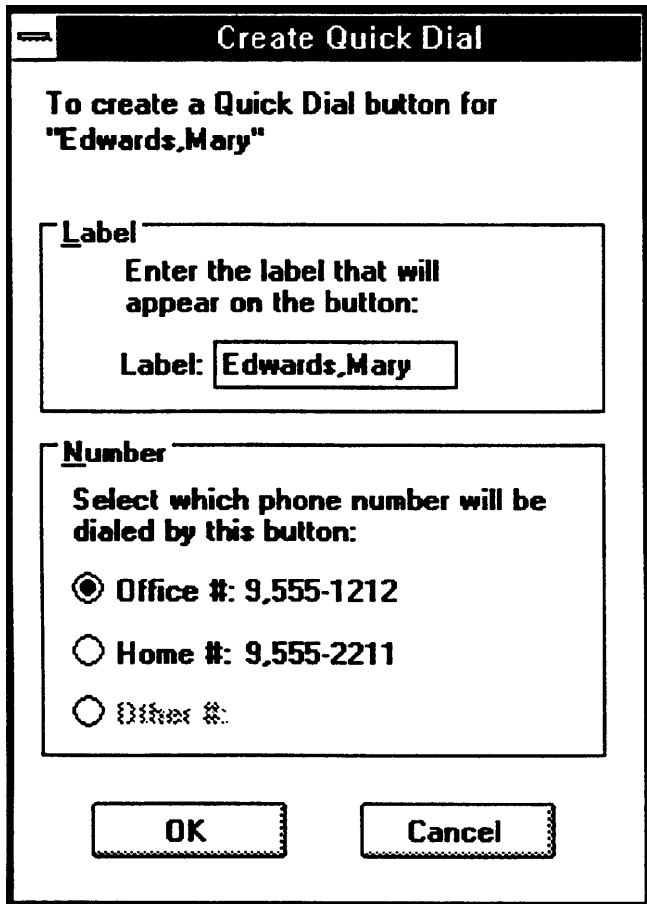 Create Quick Dial
To create a Quick Dial button for
"Edwards,Mary"
Label
Enter the label that will
appear on the button:
Label: Edwards,Mary
Number
Select which phone number will be
dialed by this button:
Office #: 9,555-1212
Home #: 9,555-2211
Other #:
OK Cancel